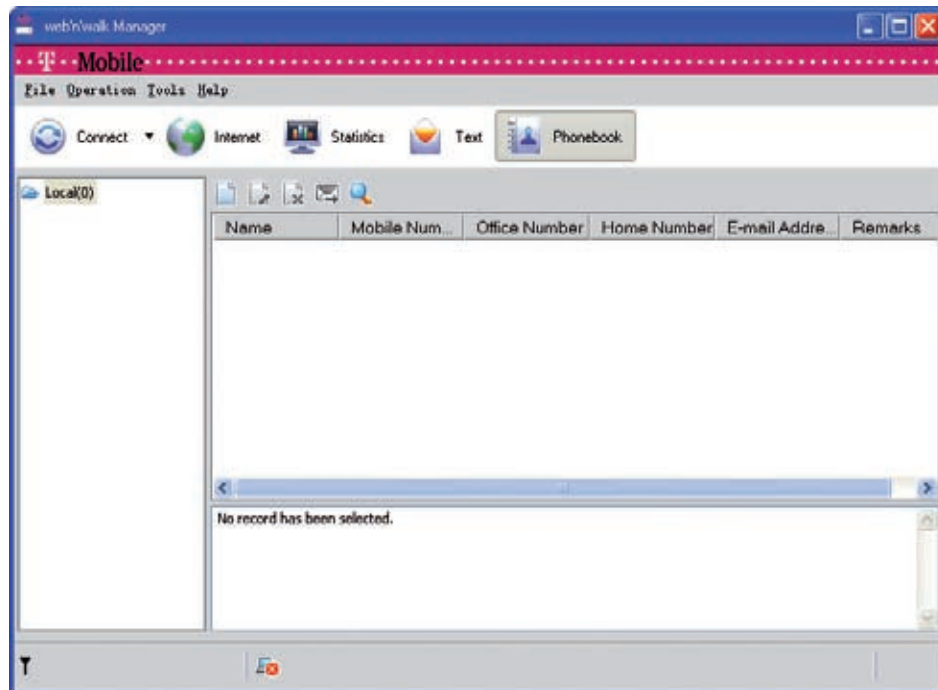 web'n'walk Manager
T Mobile
File Operation Tools Help
Connect Internet Statistics Text Phonebook
Local(0)
Name Mobile Num... Office Number Home Number E-mail Addre... Remarks
No record has been selected.